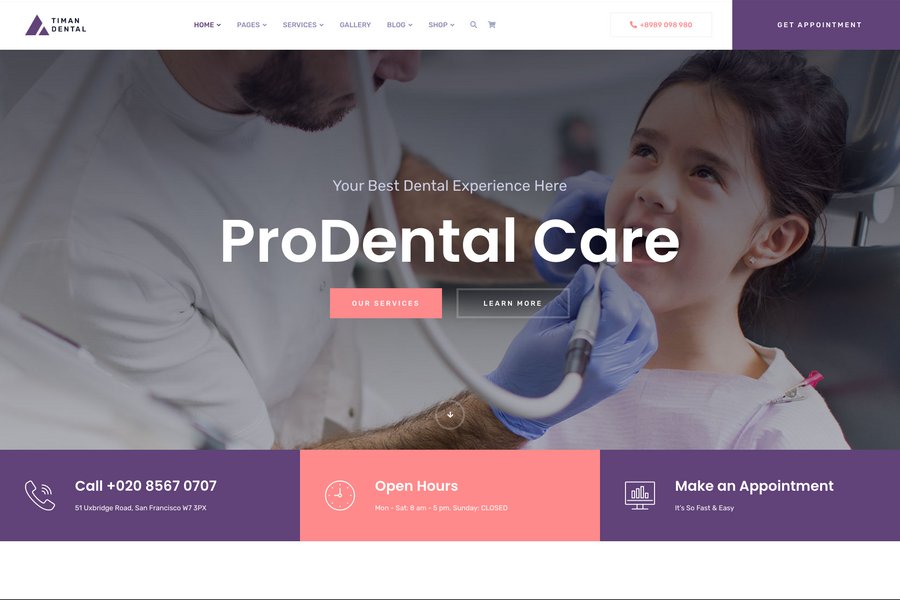 TIMAN
DENTAL
HOME PAGES SERVICES GALLERY BLOG SHOP
+8989 098 980
GET APPOINTMENT
Your Best Dental Experience Here
ProDental Care
OUR SERVICES
LEARN MORE
Call +020 8567 0707
51 Uxbridge Road, San Francisco W7 3PX
Open Hours
Mon - Sat: 8 am - 5 pm, Sunday: CLOSED
Make an Appointment
It's So Fast & Easy